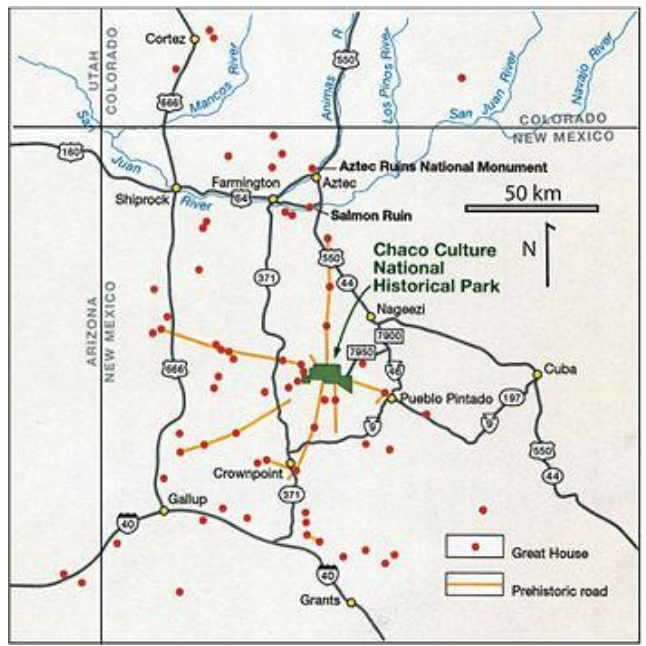 Cortez
UTAH
COLORADO
666
Mancos River
Animas R
550
Los Pinos River
San Juan River
Navajo River
COLORADO
NEW MEXICO
San Juan River
160
Shiprock
Farmington
64
Aztec Ruins National Monument
Aztec
Salmon Ruin
50 km
N
Chaco Culture
National
Historical Park
550
44
371
Nageezi
7900
7950
46
ARIZONA
NEW MEXICO
666
Cuba
Pueblo Pintado
197
9
9
550
44
Crownpoint
371
Gallup
40
40
Grants
Great House
Prehistoric road